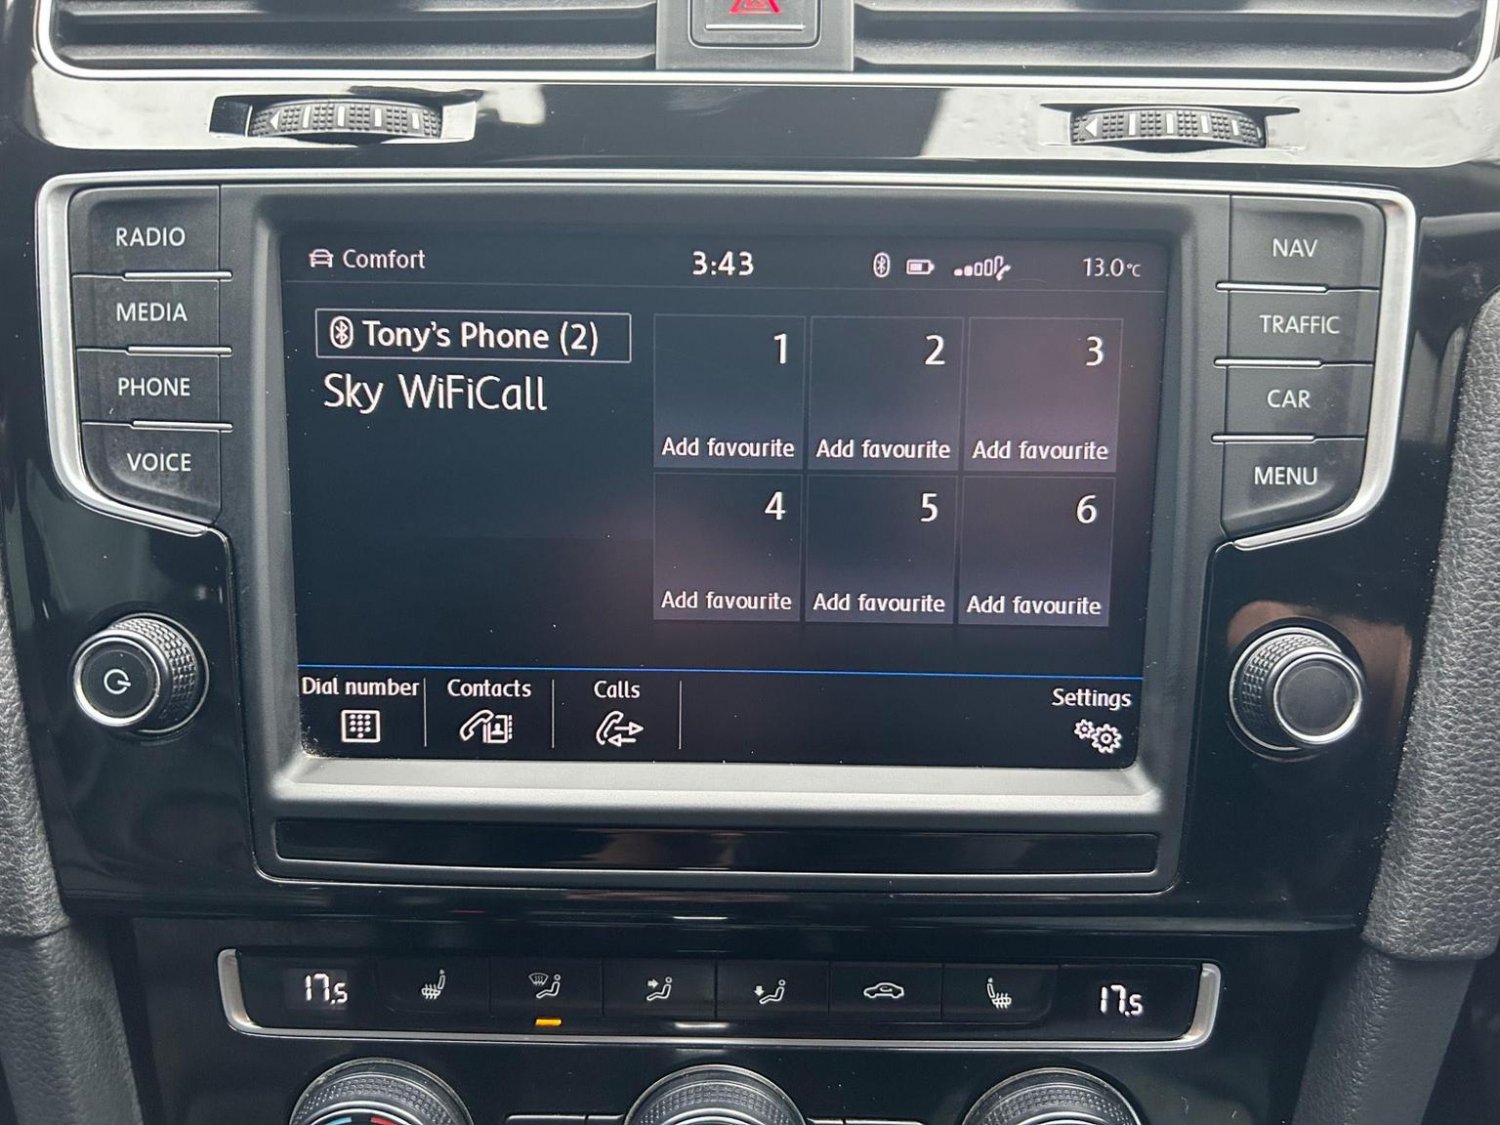 RADIO
MEDIA
PHONE
VOICE
Comfort
3:43
13.0°C
Tony's Phone (2)
Sky WiFiCall
1
Add favourite
2
Add favourite
3
Add favourite
4
Add favourite
5
Add favourite
6
Add favourite
Dial number
Contacts
Calls
Settings
NAV
TRAFFIC
CAR
MENU
17.5
17.5